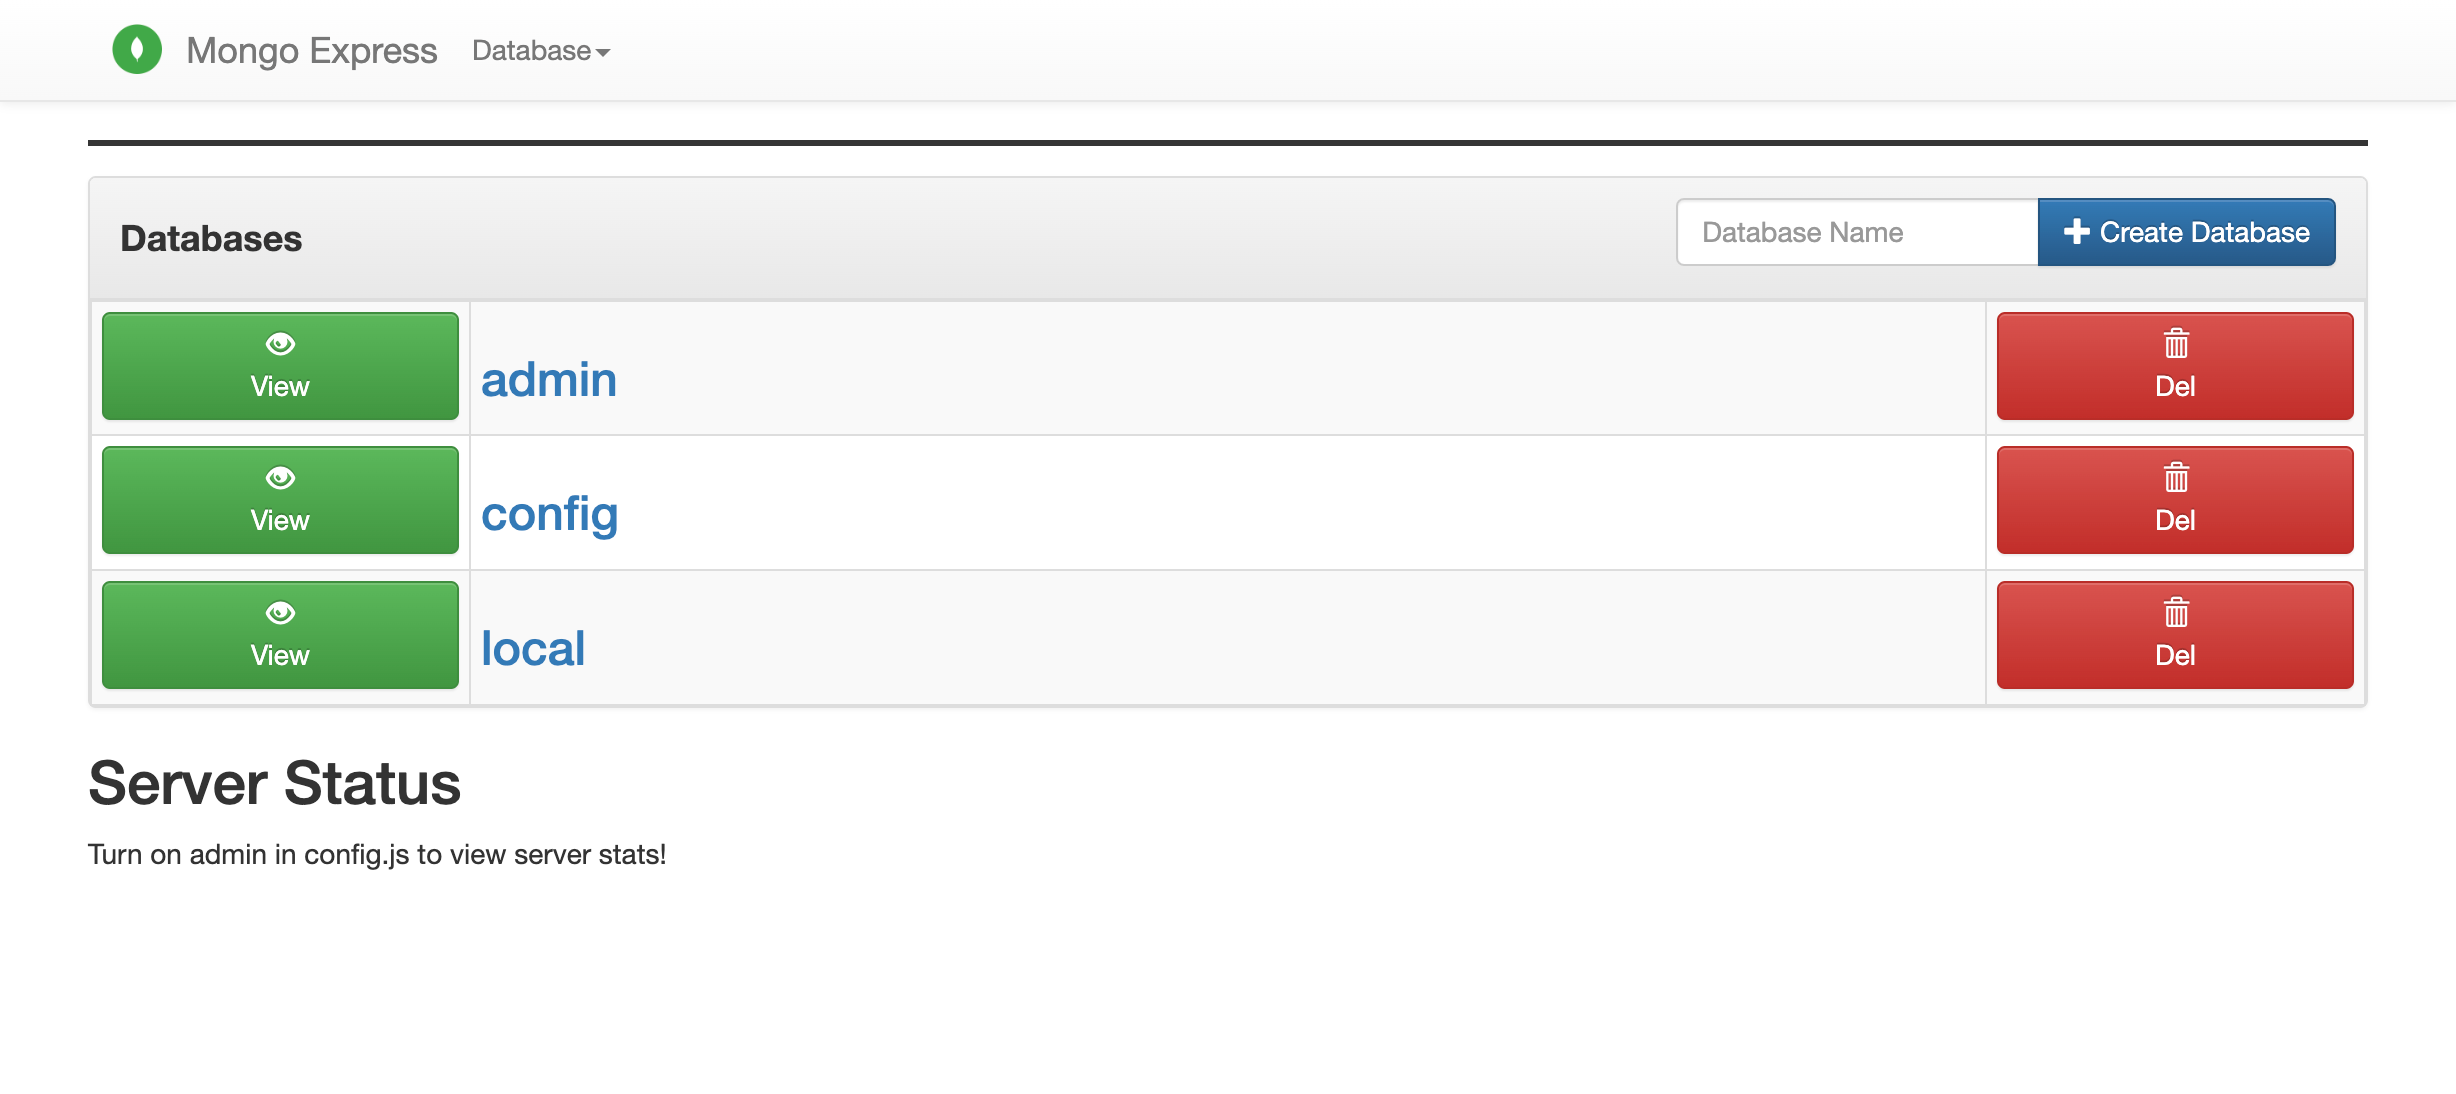 Mongo Express Database
Databases
Database Name
Create Database
View
admin
Del
View
config
Del
View
local
Del
Server Status
Turn on admin in config.js to view server stats!